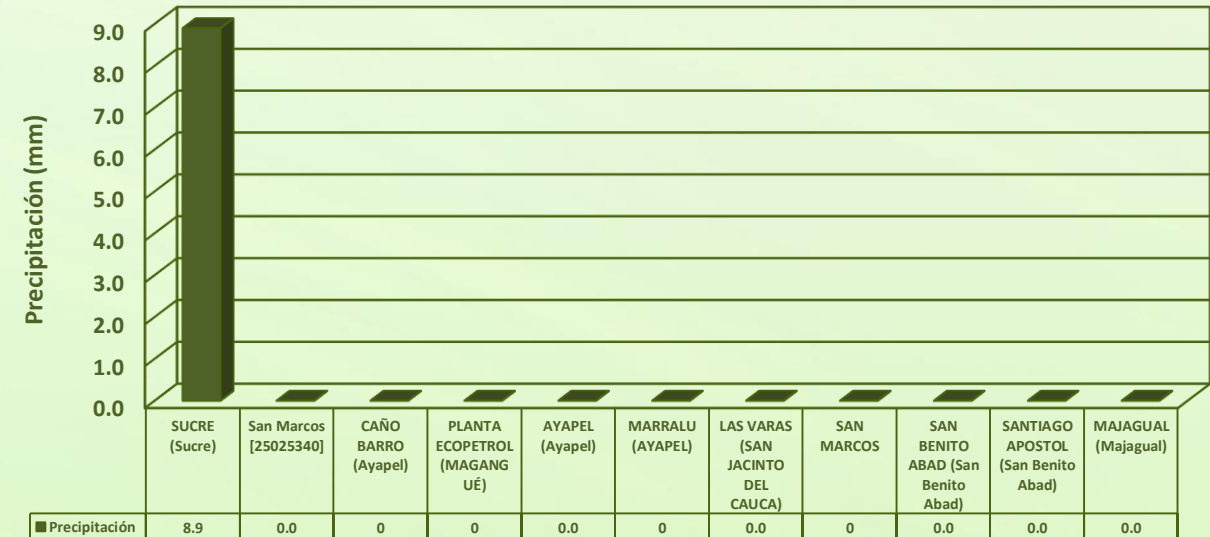 Precipitación (mm)
9.0
8.0
7.0
6.0
5.0
4.0
3.0
2.0
1.0
0.0
SUCRE
(Sucre)
San Marcos
[25025340]
CAÑO
BARRO
(Ayapel)
PLANTA
ECOPETROL
(MAGANG
UÉ)
AYAPEL
(Ayapel)
MARRALU
(AYAPEL)
LAS VARAS
(SAN
JACINTO
DEL
CAUCA)
SAN
MARCOS
SAN
BENITO
ABAD (San
Benito
Abad)
SANTIAGO
APOSTOL
(San Benito
Abad)
MAJAGUAL
(Majagual)
Precipitación 8.9 0.0 0 0 0.0 0 0.0 0 0.0 0.0 0.0